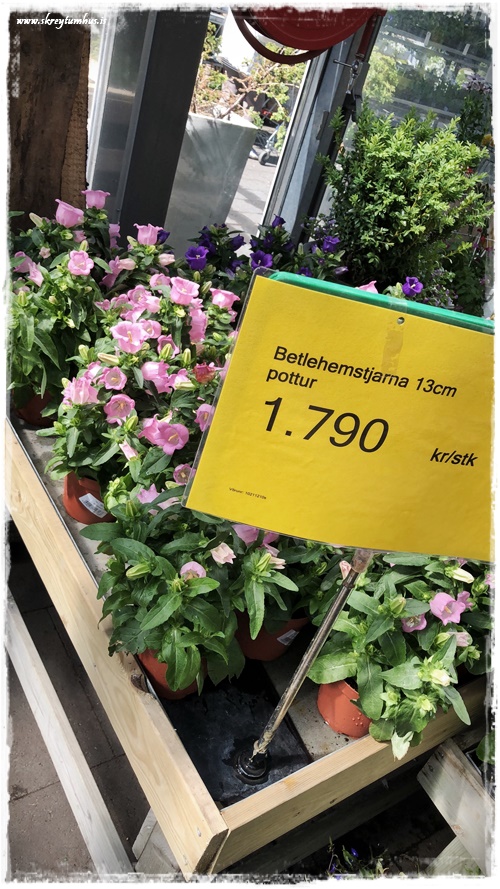 www.skreytumhus.is
Betlehemstjarna 13cm
pottur
1.790
kr/stk